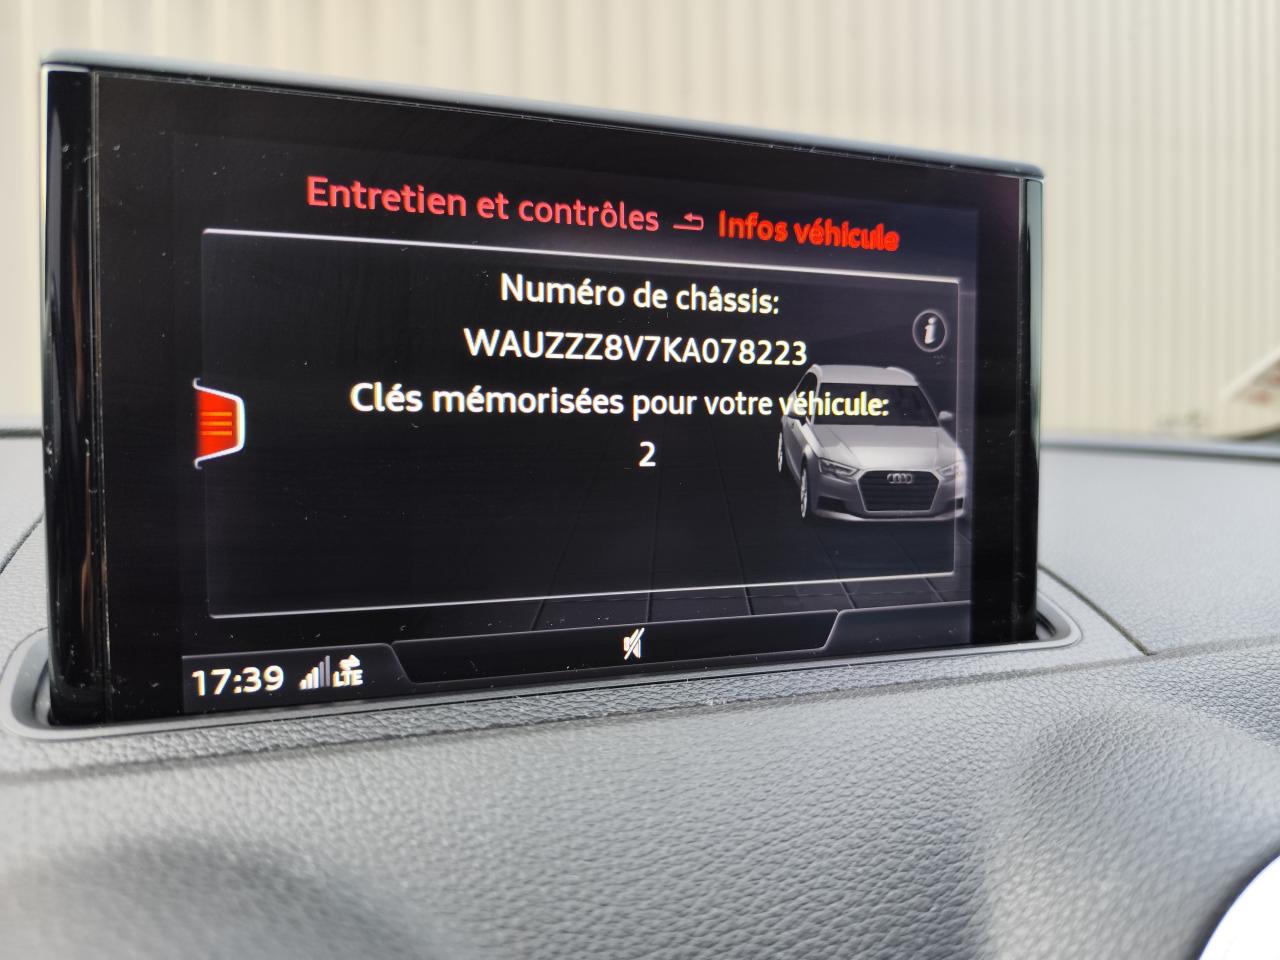 Entretien et contrôles Infos véhicule
Numéro de châssis:
WAUZZZ8V7KA078223
Clés mémorisées pour votre véhicule:
2
17:39 LTE